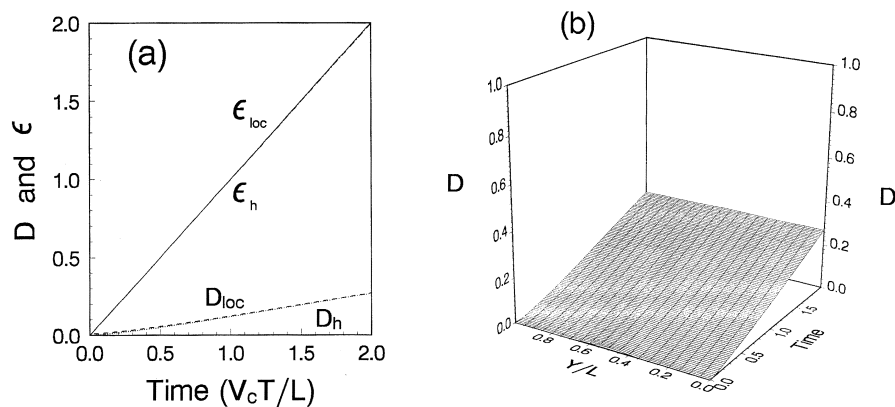 (a)
2.0
1.5
1.0
0.5
0.0
D and ϵ
ϵ loc
ϵ h
D loc
D h
0.0 0.5 1.0 1.5 2.0
Time (VcT/L)
(b)
1.0
0.8
0.6
0.4
0.2
0.0
D
1.0
0.8
0.6
0.4
0.2
0.0
D
0.8 0.6 0.4 0.2 0.0
Y/L
0.0 0.5 1.0 1.5
Time